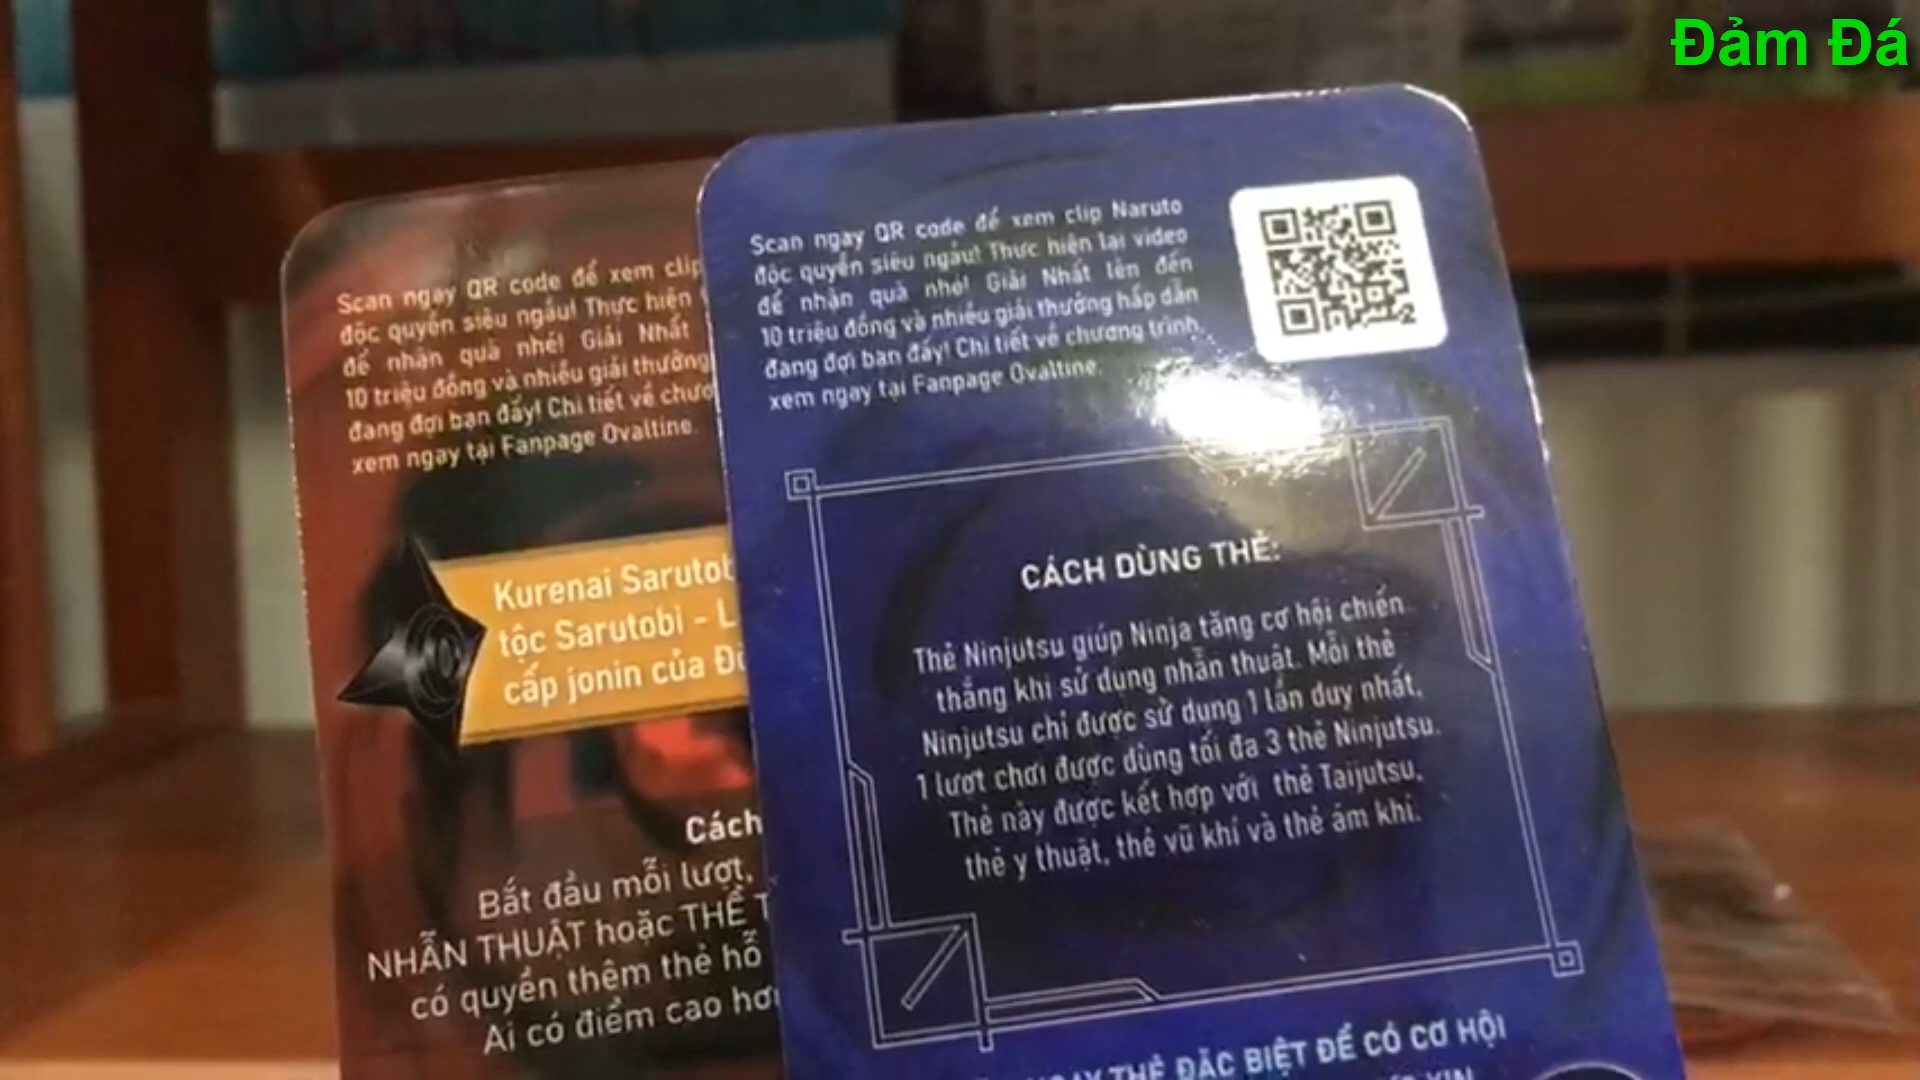 Đảm Đá
Scan ngay QR code để xem clip
độc quyền siêu ngầu! Thực hiện
để nhận quà nhé! Giải Nhất
10 triệu đồng và nhiều giải thưởng
đang đợi bạn đấy! Chi tiết về
xem ngay tại Fanpage Ovaltine.
Kurenai
tộc Sarutobi -
cấp jonin của
Cách
Bắt đầu mỗi lượt,
NHẪN THUẬT hoặc THỂ
có quyền thêm thẻ hỗ
Ai có điểm cao
Scan ngay QR code để xem clip Naruto
độc quyền siêu ngầu! Thực hiện lại video
để nhận quà nhé! Giải Nhất lên đến
10 triệu đồng và nhiều giải thưởng hấp dẫn
đang đợi bạn đấy! Chi tiết về chương trình,
xem ngay tại Fanpage Ovaltine.
CÁCH DÙNG THẺ:
Thẻ Ninjutsu giúp Ninja tăng cơ hội chiến
thắng khi sử dụng nhẫn thuật. Mỗi thẻ
Ninjutsu chỉ được sử dụng 1 lần duy nhất.
1 lượt chơi được dùng tối đa 3 thẻ Ninjutsu.
Thẻ này được kết hợp với thẻ Taijutsu,
thẻ y thuật, thẻ vũ khí và thẻ ám khí.
THẺ ĐẶC BIỆT ĐỂ CÓ CƠ HỘI